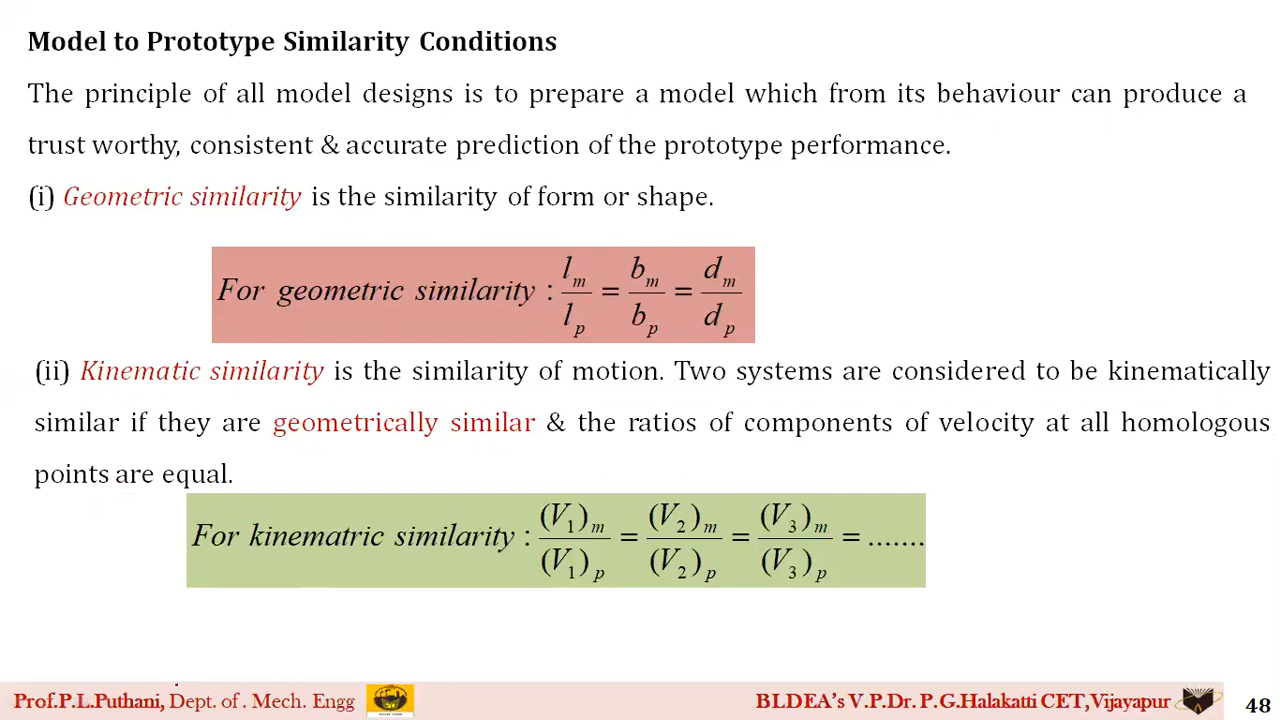 Model to Prototype Similarity Conditions
The principle of all model designs is to prepare a model which from its behaviour can produce a
trust worthy, consistent & accurate prediction of the prototype performance.
(i) Geometric similarity is the similarity of form or shape.
For geometric similarity : l_m/l_p = b_m/b_p = d_m/d_p
(ii) Kinematic similarity is the similarity of motion. Two systems are considered to be kinematically
similar if they are geometrically similar & the ratios of components of velocity at all homologous
points are equal.
For kinematric similarity : (V_1)_m/(V_1)_p = (V_2)_m/(V_2)_p = (V_3)_m/(V_3)_p = .......
Prof.P.L.Puthani, Dept. of . Mech. Engg
BLDEA's V.P.Dr. P.G.Halakatti CET,Vijayapur
48